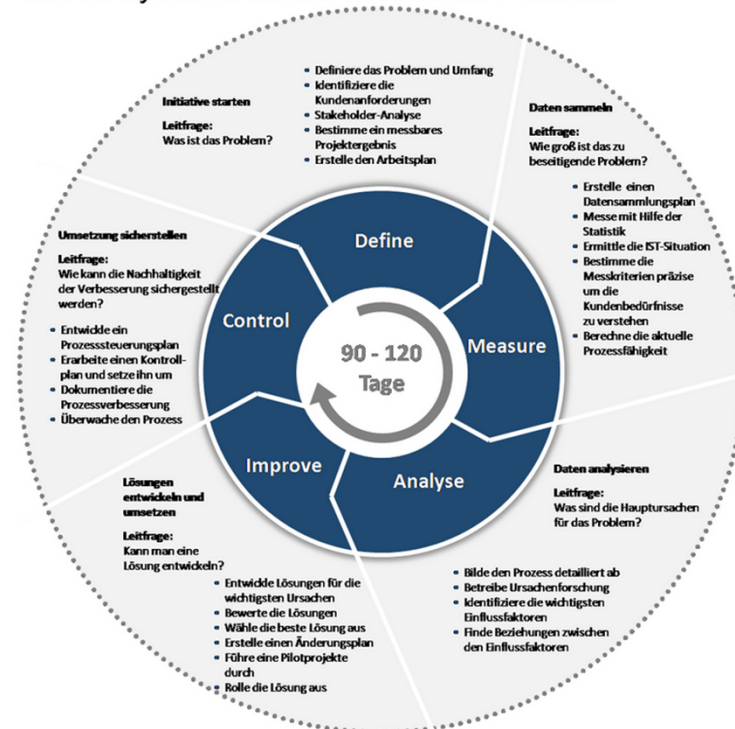 Initiative starten
Leitfrage:
Was ist das Problem?
Definiere das Problem und Umfang
Identifiziere die
Kundenanforderungen
Stakeholder-Analyse
Bestimme ein messbares
Projektergebnis
Erstelle den Arbeitsplan
Define
Daten sammeln
Leitfrage:
Wie groß ist das zu
beseitigende Problem?
Erstelle einen
Datensammlungsplan
Messe mit Hilfe der
Statistik
Ermittle die IST-Situation
Bestimme die
Messkriterien präzise
um die
Kundenbedürfnisse
zu verstehen
Berechne die aktuelle
Prozessfähigkeit
Measure
Daten analysieren
Leitfrage:
Was sind die Hauptursachen
für das Problem?
Bilde den Prozess detailliert ab
Betreibe Ursachenforschung
Identifiziere die wichtigsten
Einflussfaktoren
Finde Beziehungen zwischen
den Einflussfaktoren
Analyse
Lösungen
entwickeln und
umsetzen
Leitfrage:
Kann man eine
Lösung entwickeln?
Entwickle Lösungen für die
wichtigsten Ursachen
Bewerte die Lösungen
Wähle die beste Lösung aus
Erstelle einen Änderungsplan
Führe eine Pilotprojekte
durch
Rolle die Lösung aus
Improve
Umsetzung sicherstellen
Leitfrage:
Wie kann die Nachhaltigkeit
der Verbesserung sichergestellt
werden?
Entwickle ein
Prozesssteuerungsplan
Erarbeite einen Kontroll-
plan und setze ihn um
Dokumentiere die
Prozessverbesserung
Überwache den Prozess
Control
90 - 120
Tage